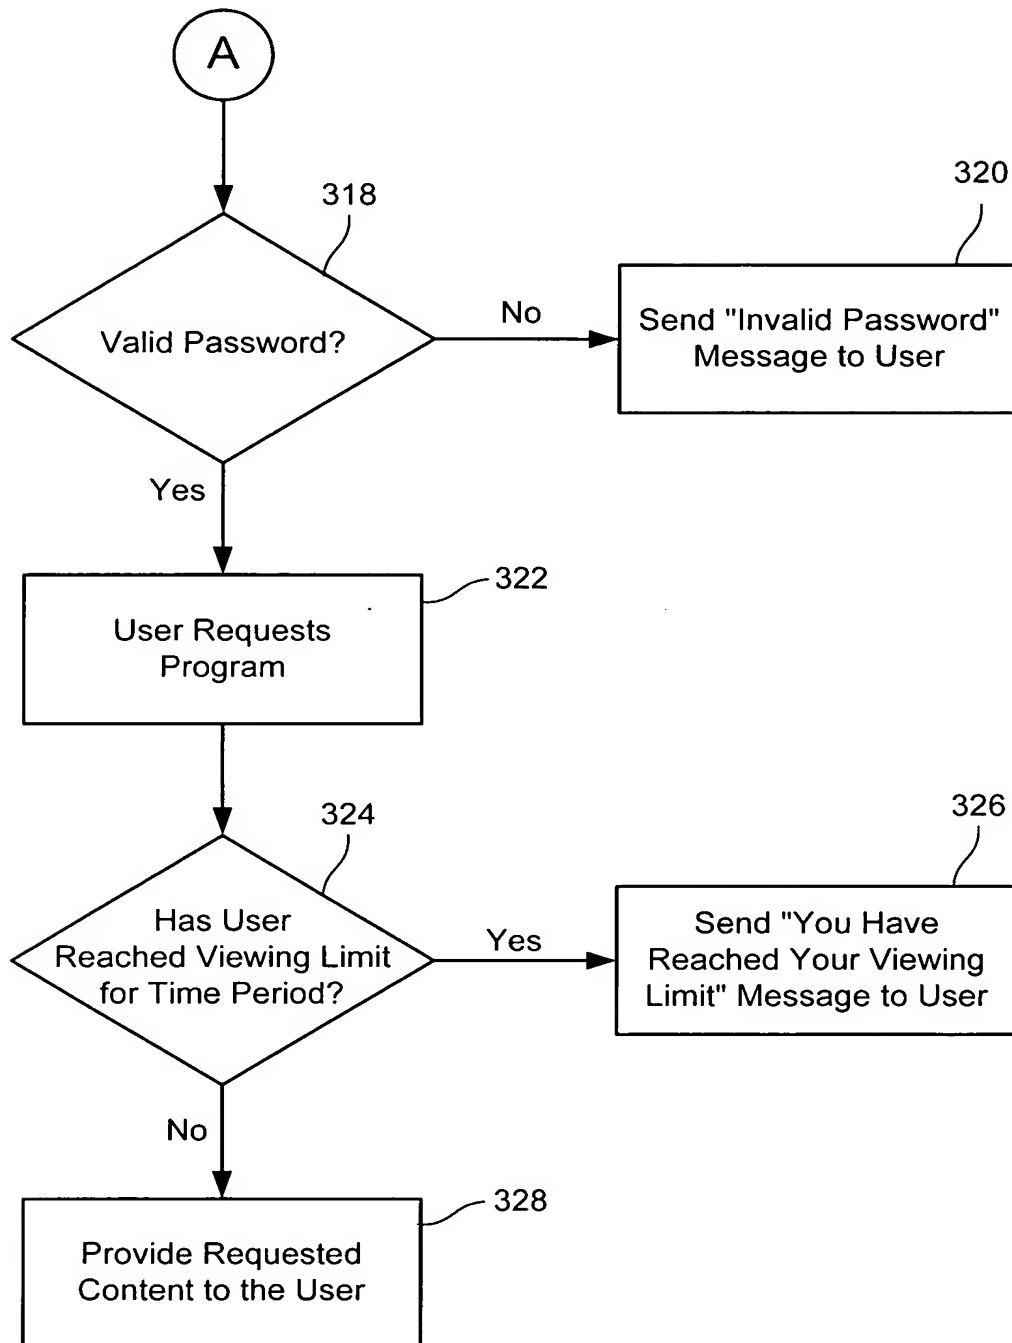 A
318
320
Valid Password?
No
Send "Invalid Password"
Message to User
Yes
322
User Requests
Program
324
326
Has User
Reached Viewing Limit
for Time Period?
Yes
Send "You Have
Reached Your Viewing
Limit" Message to User
No
328
Provide Requested
Content to the User